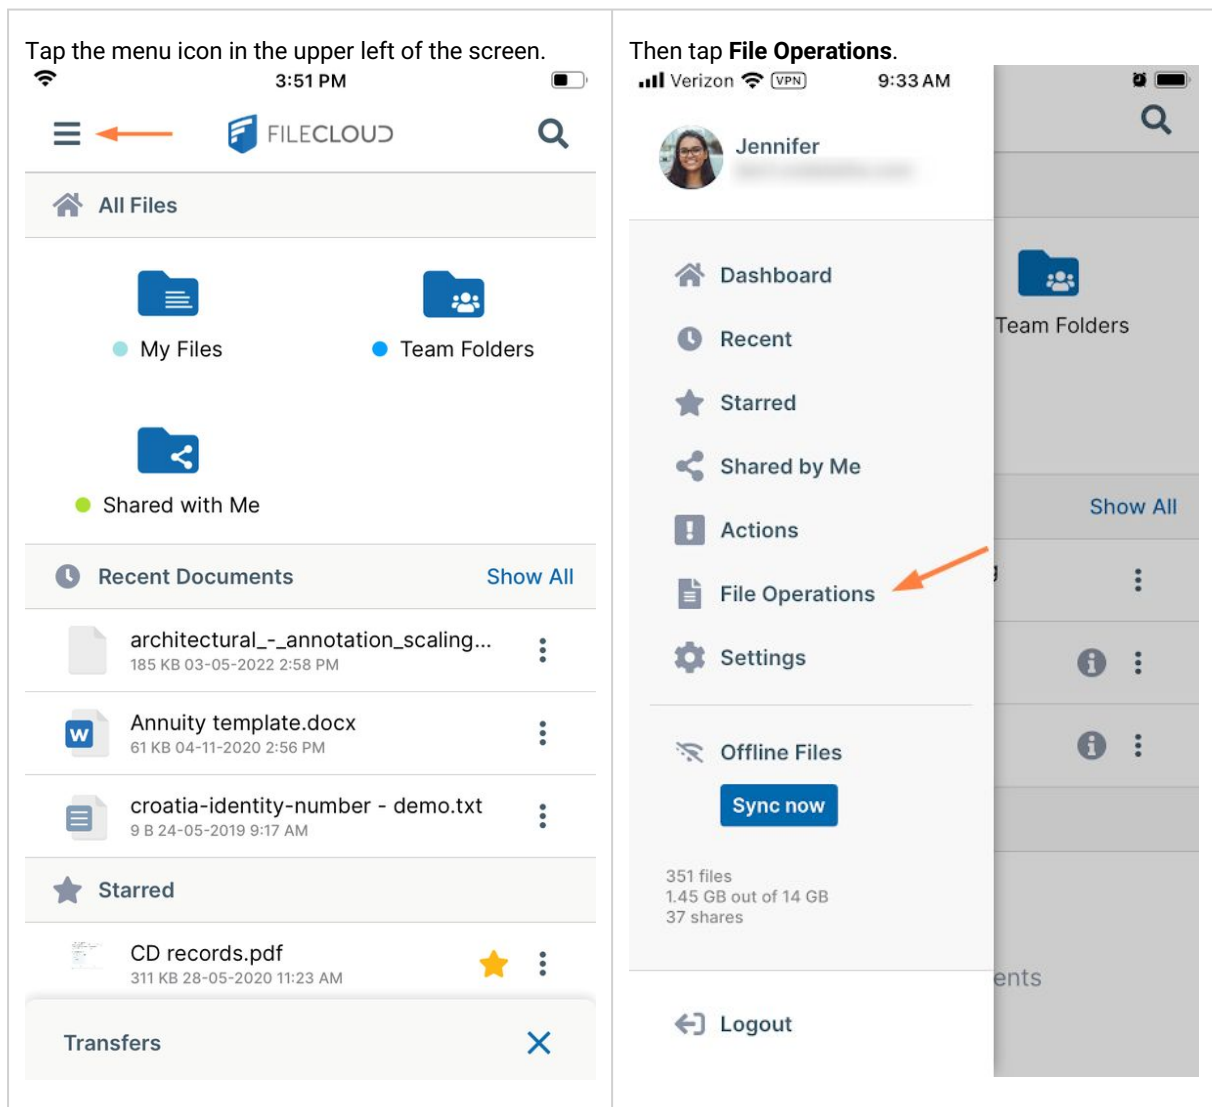 Tap the menu icon in the upper left of the screen.
3:51 PM
FILECLOUD
All Files
My Files
Team Folders
Shared with Me
Recent Documents
Show All
architectural_-_annotation_scaling...
185 KB 03-05-2022 2:58 PM
W
Annuity template.docx
61 KB 04-11-2020 2:56 PM
croatia-identity-number - demo.txt
9 B 24-05-2019 9:17 AM
Starred
CD records.pdf
311 KB 28-05-2020 11:23 AM
Transfers
Then tap File Operations.
Verizon VPN 9:33 AM
Jennifer
Dashboard
Recent
Starred
Shared by Me
Actions
File Operations
Settings
Offline Files
Sync now
351 files
1.45 GB out of 14 GB
37 shares
Logout
Team Folders
Show All
g
ents